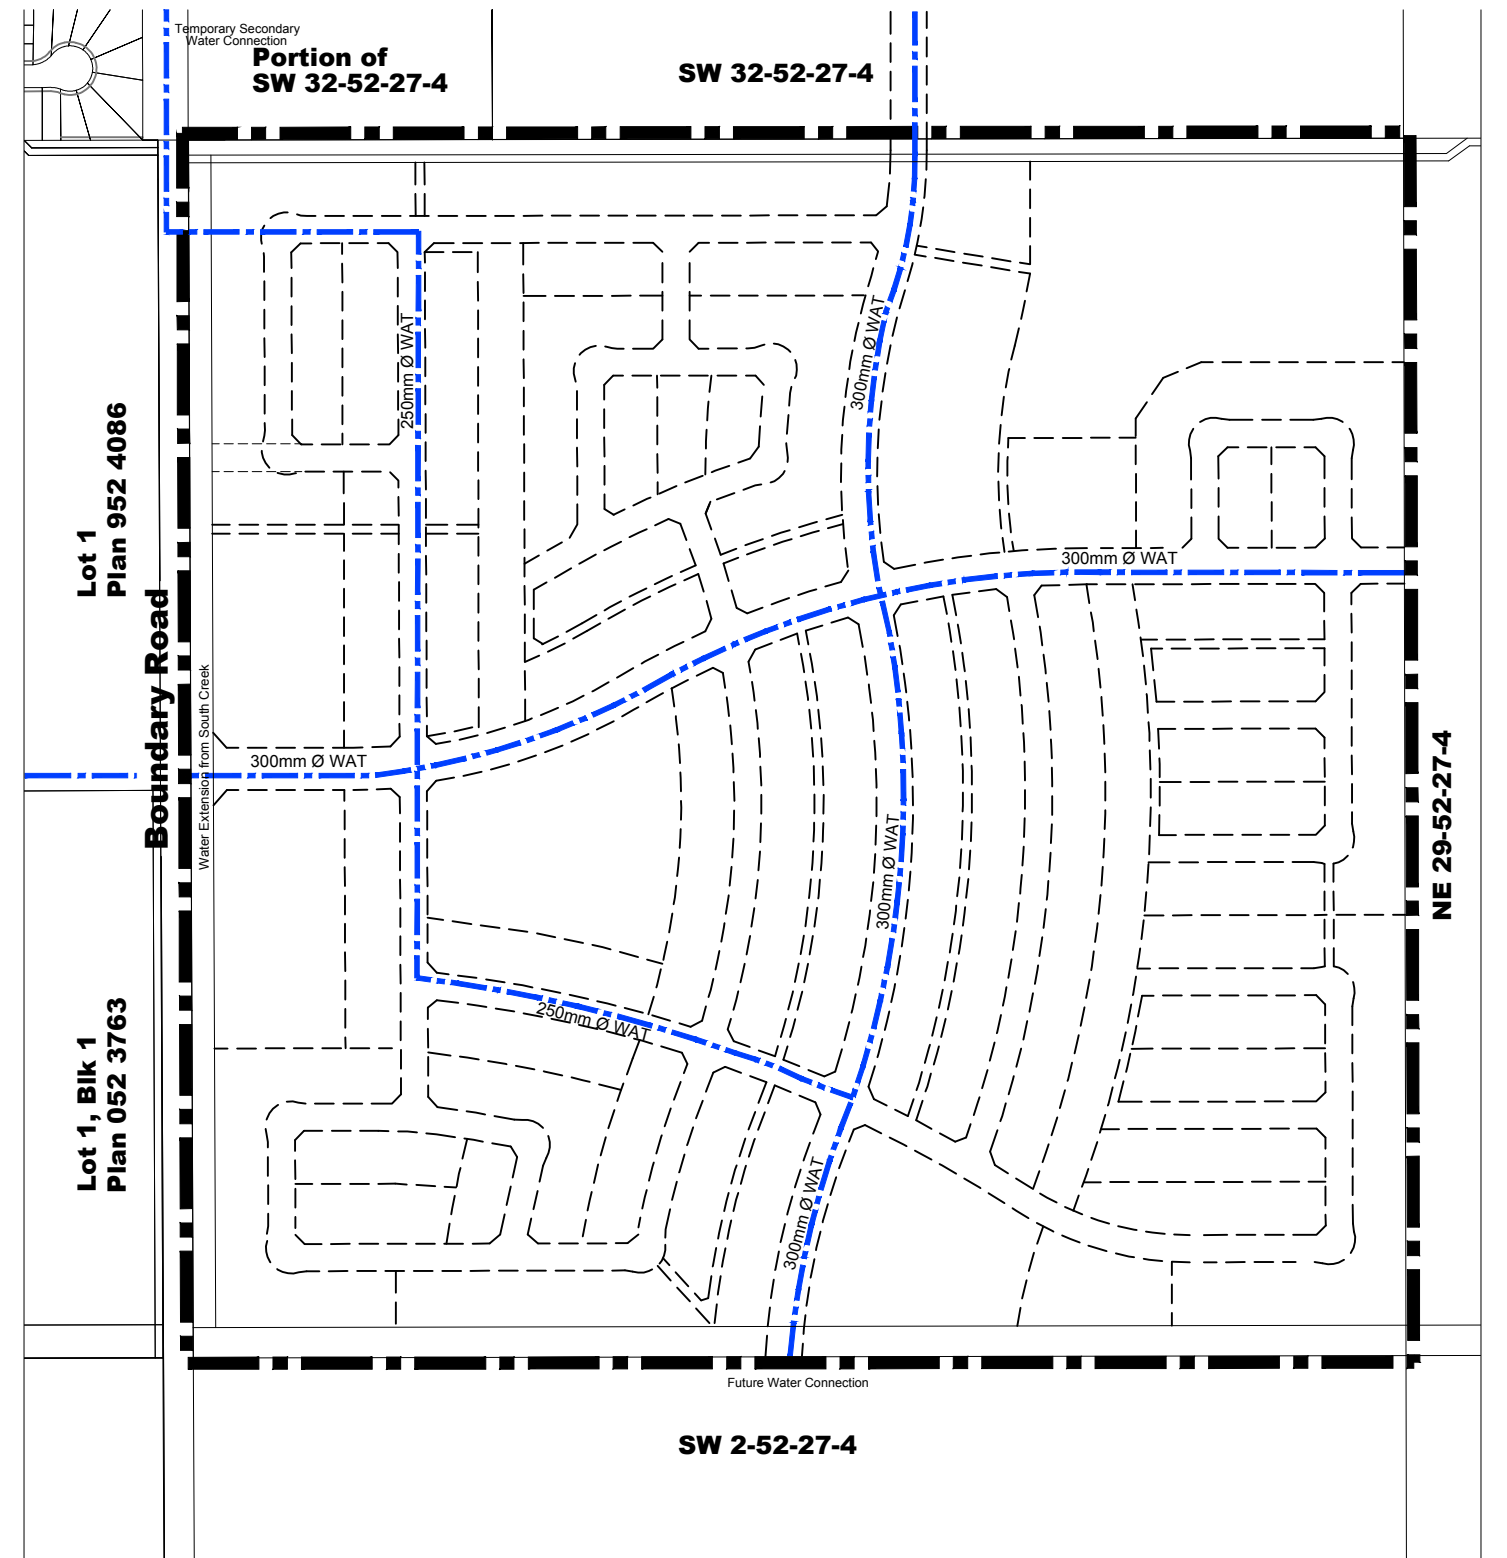 Temporary Secondary
Water Connection
Portion of
SW 32-52-27-4
SW 32-52-27-4
250mm Ø WAT
300mm Ø WAT
Lot 1
Plan 952 4086
300mm Ø WAT
Boundary Road
Water Extension from South Creek
300mm Ø WAT
300mm Ø WAT
NE 29-52-27-4
250mm Ø WAT
Lot 1, Blk 1
Plan 052 3763
300mm Ø WAT
Future Water Connection
SW 2-52-27-4